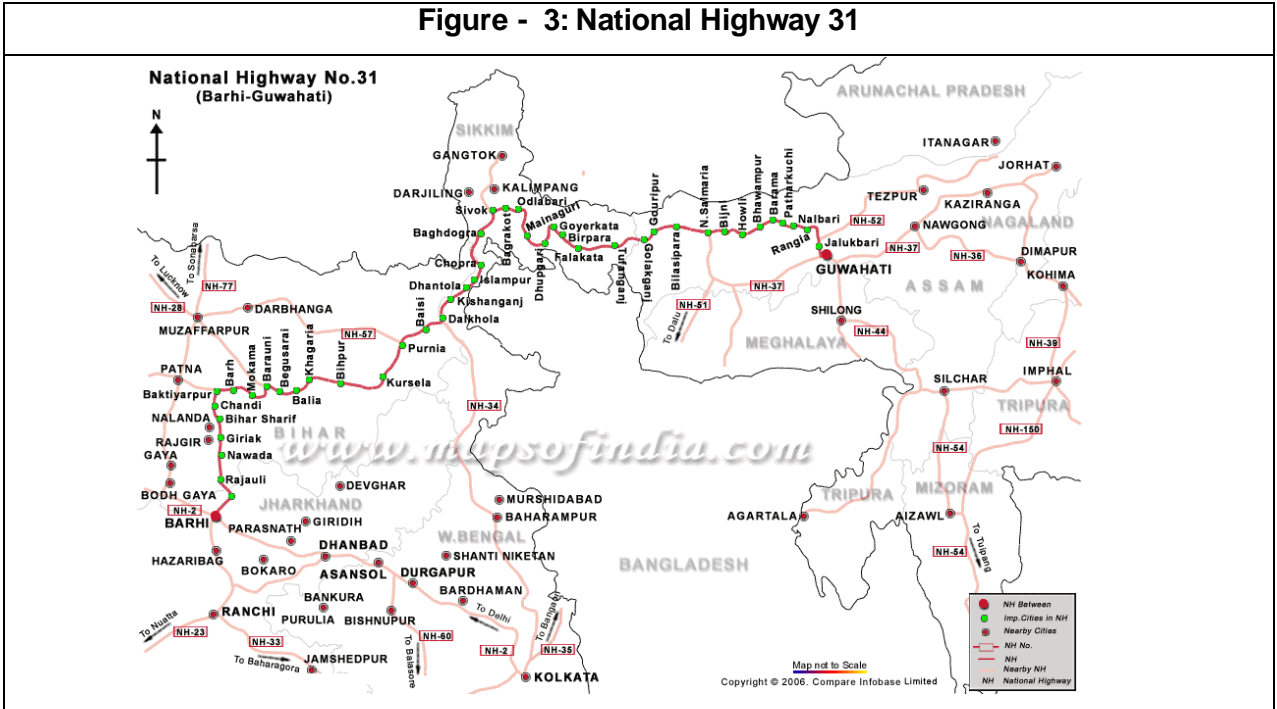 Figure - 3: National Highway 31
National Highway No.31
(Barhi-Guwahati)
N
ARUNACHAL PRADESH
SIKKIM
ITANAGAR
GANGTOK
JORHAT
DARJILING
KALIMPANG
TEZPUR
KAZIRANGA
Sivok
Bagrakot
Odlabari
Mainaguri
Goyerkata
Birpara
Dhupgari
Falakata
Tufanganj
Golakganj
Gouripur
Bilasipara
N.Salmaria
Bijni
Howli
Bhawampur
Barama
Patharkuchi
Nalbari
Rangia
Jalukbari
GUWAHATI
NH-52
NAWGONG
NAGALAND
NH-37
NH-36
DIMAPUR
KOHIMA
Baghdogra
Chopra
Islampur
Dhantola
Kishanganj
Dalkhola
Baisi
Purnia
Kursela
To Sonabarsa
To Lucknow
NH-77
NH-28
DARBHANGA
MUZAFFARPUR
NH-57
NH-37
ASSAM
NH-51
To Dalu
SHILONG
NH-44
MEGHALAYA
NH-39
PATNA
Baktiyarpur
Barh
Mokama
Barauni
Begusarai
Balia
Khagaria
Bihpur
SILCHAR
IMPHAL
TRIPURA
NH-150
Chandi
NALANDA
Bihar Sharif
RAJGIR
Giriak
BIHAR
GAYA
Nawada
NH-34
NH-54
www.mapsofindia.com
Rajauli
BODH GAYA
DEVGHAR
JHARKHAND
MURSHIDABAD
TRIPURA
MIZORAM
NH-2
BARHI
PARASNATH
GIRIDIH
BAHARAMPUR
AGARTALA
AIZAWL
W.BENGAL
DHANBAD
HAZARIBAG
BOKARO
ASANSOL
SHANTI NIKETAN
DURGAPUR
BANGLADESH
NH-54
To Tuipang
BANKURA
BARDHAMAN
RANCHI
PURULIA
BISHNUPUR
To Delhi
To Nuatta
NH-23
NH-33
NH-60
NH-2
NH-35
To Baharagora
To Balasore
JAMSHEDPUR
KOLKATA
Map not to Scale
Copyright © 2006. Compare Infobase Limited
NH Between
Imp.Cities in NH
Nearby Cities
NH No.
NH
Nearby NH
NH National Highway